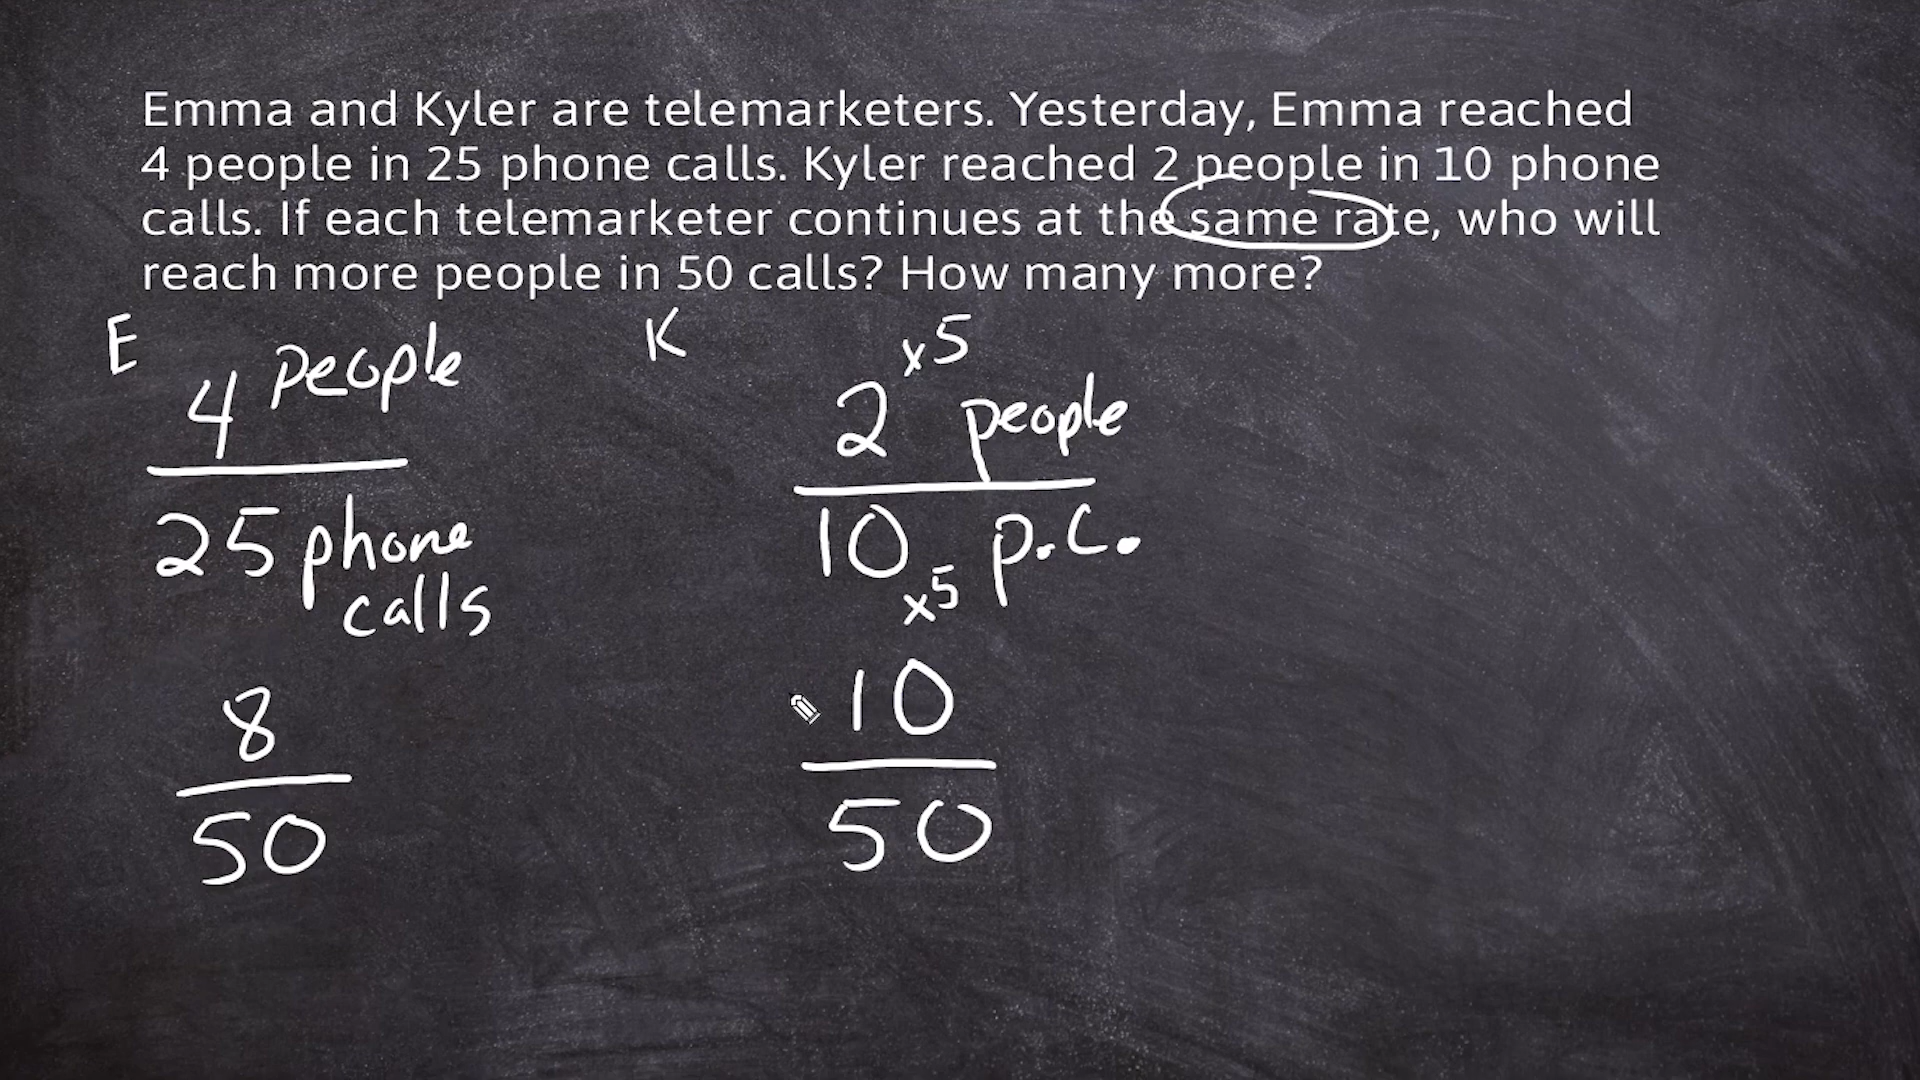 Emma and Kyler are telemarketers. Yesterday, Emma reached
4 people in 25 phone calls. Kyler reached 2 people in 10 phone
calls. If each telemarketer continues at the same rate, who will
reach more people in 50 calls? How many more?
E
4 people
25 phone
calls
8
50
K
x5
2 people
10 p.c.
x5
10
50